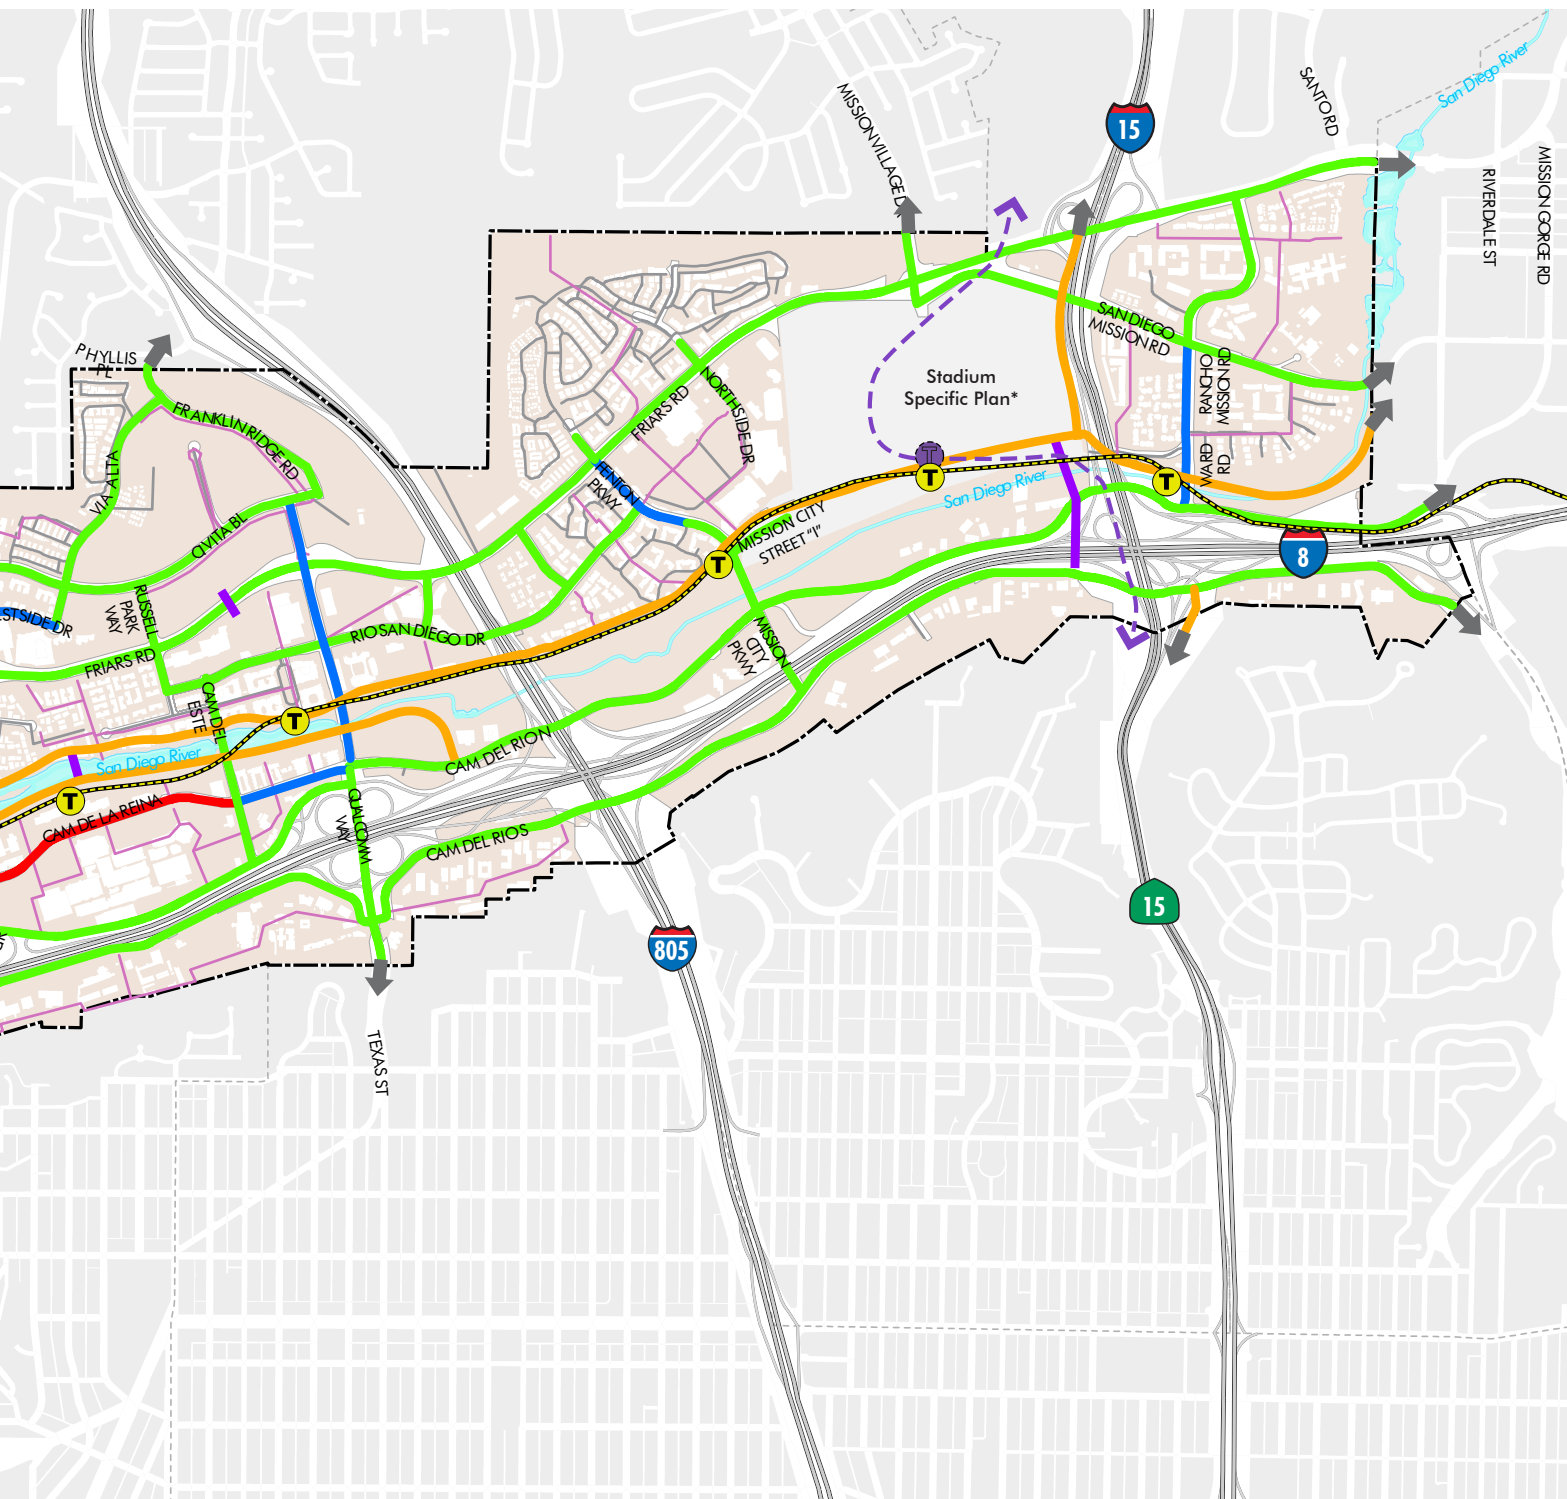 San Diego River
SANTO RD
MISSION VILLAGE D
15
MISSION GORGE RD
RIVERDALE ST
SAN DIEGO
MISSION RD
PHYLLIS
PL
FRANKLIN RIDGE RD
Stadium
Specific Plan*
RANCHO
MISSION RD
NORTHSIDE DR
FRIARS RD
VIA ALTA
FENTON
PKWY
WARD
RD
T
T
T
San Diego River
CIVITA BL
MISSION CITY
STREET "I"
T
8
RUSSELL
PARK
WAY
ESTSIDE DR
RIO SAN DIEGO DR
FRIARS RD
MISSION
CITY
PKWY
CAM DEL
ESTE
T
San Diego River
CAM DEL RIO N
T
CAM DE LA REINA
QUALCOMM
WAY
CAM DEL RIO S
15
805
TEXAS ST